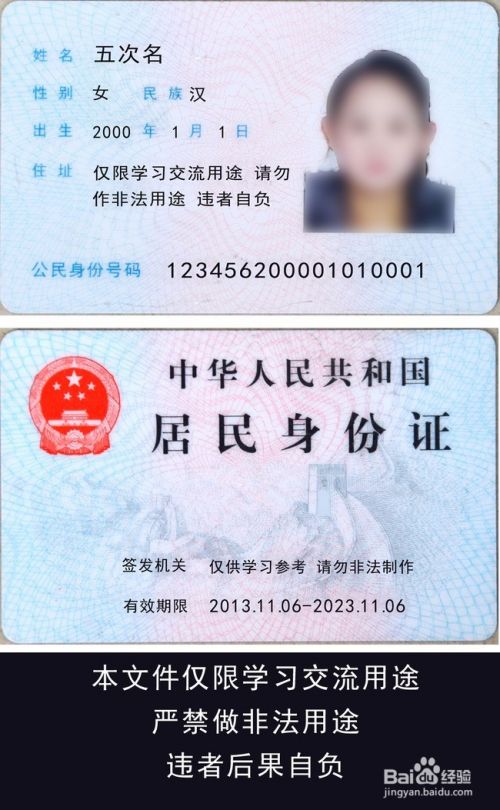 姓名 五次名
性别 女 民族 汉
出生 2000 年 1 月 1 日
住址 仅限学习交流用途 请勿
作非法用途 违者自负
公民身份号码 123456200001010001
中华人民共和国
居民身份证
签发机关 仅供学习参考 请勿非法制作
有效期限 2013.11.06-2023.11.06
本文件仅限学习交流用途
严禁做非法用途
违者后果自负
Baidu经验
jingyan.baidu.com